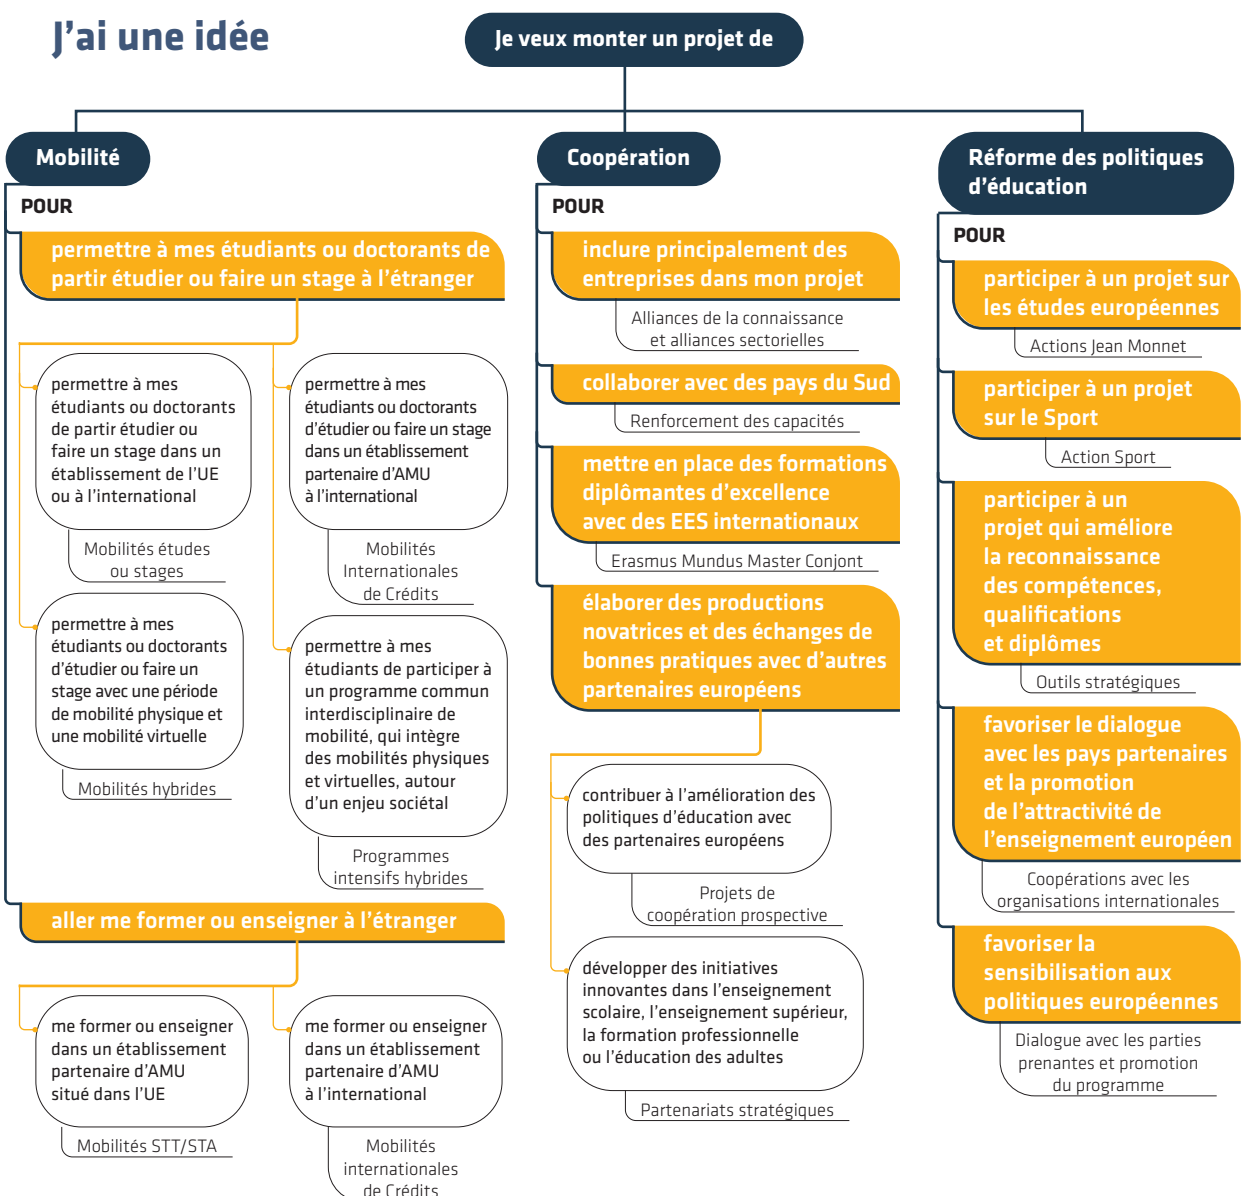 J'ai une idée
Je veux monter un projet de
Mobilité
POUR
permettre à mes étudiants ou doctorants de
partir étudier ou faire un stage à l'étranger
permettre à mes
étudiants ou doctorants
de partir étudier ou
faire un stage dans un
établissement de l'UE
ou à l'international
Mobilités études
ou stages
permettre à mes
étudiants ou doctorants
d'étudier ou faire un stage
dans un établissement
partenaire d'AMU
à l'international
Mobilités
Internationales
de Crédits
permettre à mes
étudiants ou doctorants
d'étudier ou faire un
stage avec une période
de mobilité physique et
une mobilité virtuelle
Mobilités hybrides
permettre à mes
étudiants de participer à
un programme commun
interdisciplinaire de
mobilité, qui intègre
des mobilités physiques
et virtuelles, autour
d'un enjeu sociétal
Programmes
intensifs hybrides
aller me former ou enseigner à l'étranger
me former ou enseigner
dans un établissement
partenaire d'AMU
situé dans l'UE
Mobilités STT/STA
me former ou enseigner
dans un établissement
partenaire d'AMU
à l'international
Mobilités
internationales
de Crédits
Coopération
POUR
inclure principalement des
entreprises dans mon projet
Alliances de la connaissance
et alliances sectorielles
collaborer avec des pays du Sud
Renforcement des capacités
mettre en place des formations
diplômantes d'excellence
avec des EES internationaux
Erasmus Mundus Master Conjont
élaborer des productions
novatrices et des échanges de
bonnes pratiques avec d'autres
partenaires européens
contribuer à l'amélioration des
politiques d'éducation avec
des partenaires européens
Projets de
coopération prospective
développer des initiatives
innovantes dans l'enseignement
scolaire, l'enseignement supérieur,
la formation professionnelle
ou l'éducation des adultes
Partenariats stratégiques
Réforme des politiques
d'éducation
POUR
participer à un projet sur
les études européennes
Actions Jean Monnet
participer à un projet
sur le Sport
Action Sport
participer à un
projet qui améliore
la reconnaissance
des compétences,
qualifications
et diplômes
Outils stratégiques
favoriser le dialogue
avec les pays partenaires
et la promotion
de l'attractivité de
l'enseignement européen
Coopérations avec les
organisations internationales
favoriser la
sensibilisation aux
politiques européennes
Dialogue avec les parties
prenantes et promotion
du programme